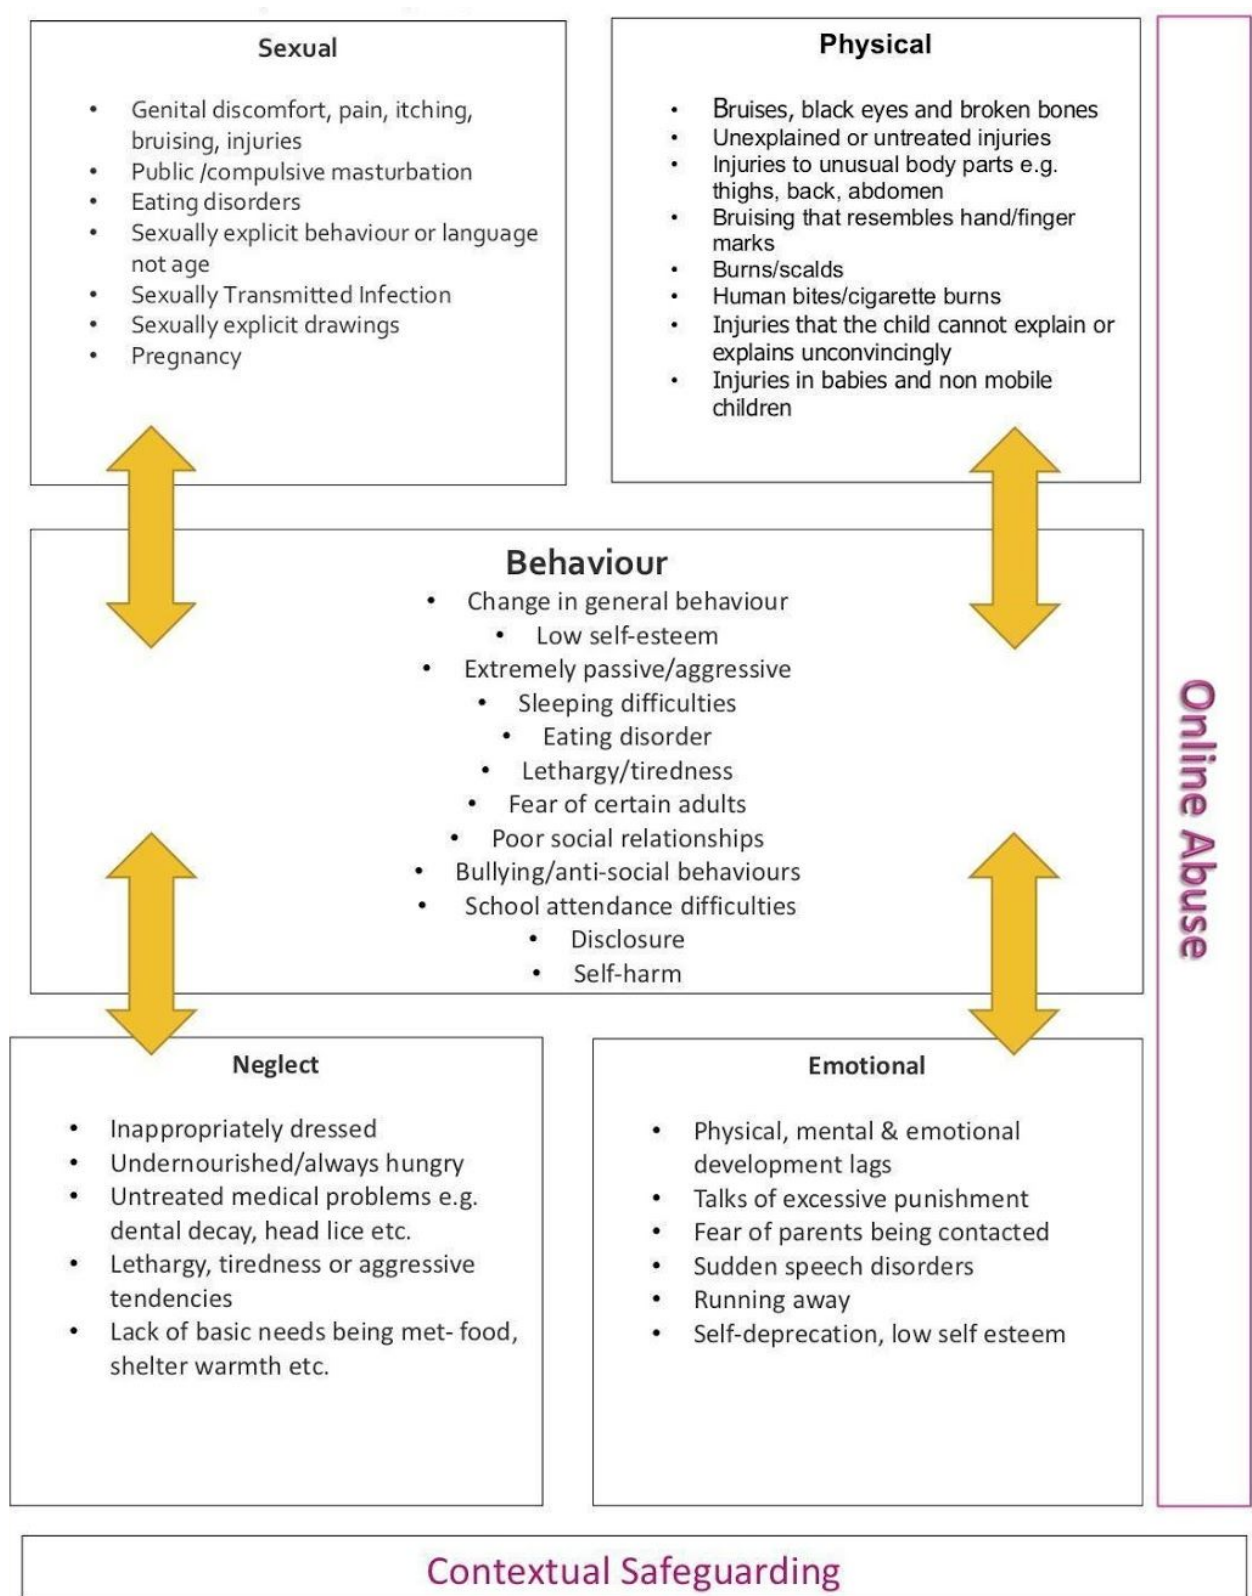 Sexual
• Genital discomfort, pain, itching,
bruising, injuries
• Public /compulsive masturbation
• Eating disorders
• Sexually explicit behaviour or language
not age
• Sexually Transmitted Infection
• Sexually explicit drawings
• Pregnancy
Physical
• Bruises, black eyes and broken bones
• Unexplained or untreated injuries
• Injuries to unusual body parts e.g.
thighs, back, abdomen
• Bruising that resembles hand/finger
marks
• Burns/scalds
• Human bites/cigarette burns
• Injuries that the child cannot explain or
explains unconvincingly
• Injuries in babies and non mobile
children
Behaviour
• Change in general behaviour
• Low self-esteem
• Extremely passive/aggressive
• Sleeping difficulties
• Eating disorder
• Lethargy/tiredness
• Fear of certain adults
• Poor social relationships
• Bullying/anti-social behaviours
• School attendance difficulties
• Disclosure
• Self-harm
Neglect
• Inappropriately dressed
• Undernourished/always hungry
• Untreated medical problems e.g.
dental decay, head lice etc.
• Lethargy, tiredness or aggressive
tendencies
• Lack of basic needs being met- food,
shelter warmth etc.
Emotional
• Physical, mental & emotional
development lags
• Talks of excessive punishment
• Fear of parents being contacted
• Sudden speech disorders
• Running away
• Self-deprecation, low self esteem
Online Abuse
Contextual Safeguarding